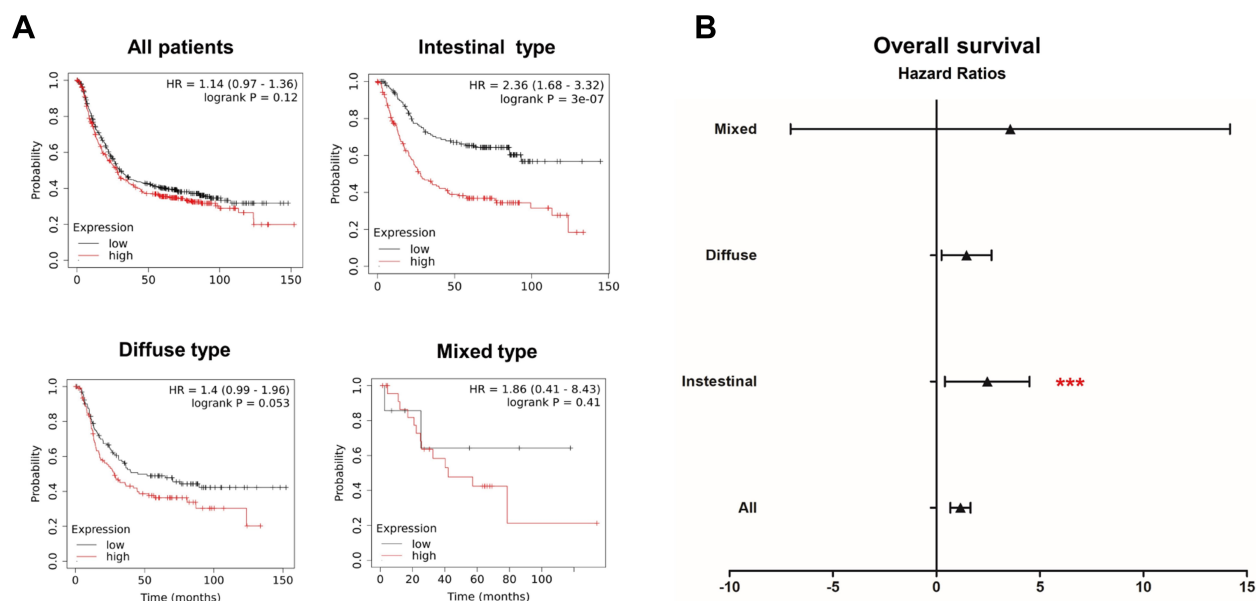 A
All patients
HR = 1.14 (0.97 - 1.36)
logrank P = 0.12
Probability
1.0
0.8
0.6
0.4
0.2
0.0
Expression
low
high
0 50 100 150
Intestinal type
HR = 2.36 (1.68 - 3.32)
logrank P = 3e-07
Probability
1.0
0.8
0.6
0.4
0.2
0.0
Expression
low
high
0 50 100 150
Diffuse type
HR = 1.4 (0.99 - 1.96)
logrank P = 0.053
Probability
1.0
0.8
0.6
0.4
0.2
0.0
Expression
low
high
0 50 100 150
Time (months)
Mixed type
HR = 1.86 (0.41 - 8.43)
logrank P = 0.41
Probability
1.0
0.8
0.6
0.4
0.2
0.0
Expression
low
high
0 20 40 60 80 100
Time (months)
B
Overall survival
Hazard Ratios
Mixed
Diffuse
Instestinal
***
All
-10 -5 0 5 10 15